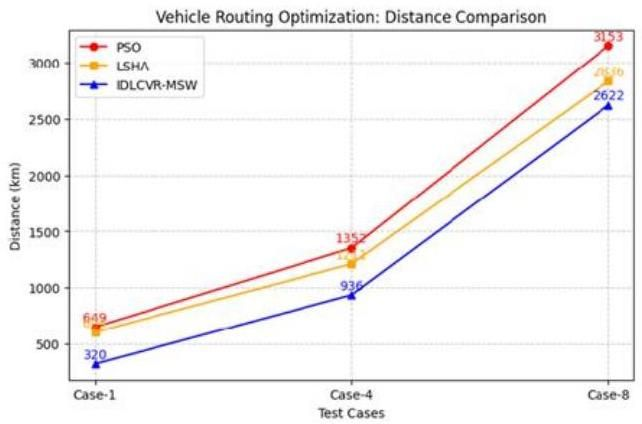 Vehicle Routing Optimization: Distance Comparison
PSO
LSHA
IDLCVR-MSW
3153
2622
1352
936
649
320
3000
2500
2000
1500
1000
500
Distance (km)
Case-1
Case-4
Case-8
Test Cases